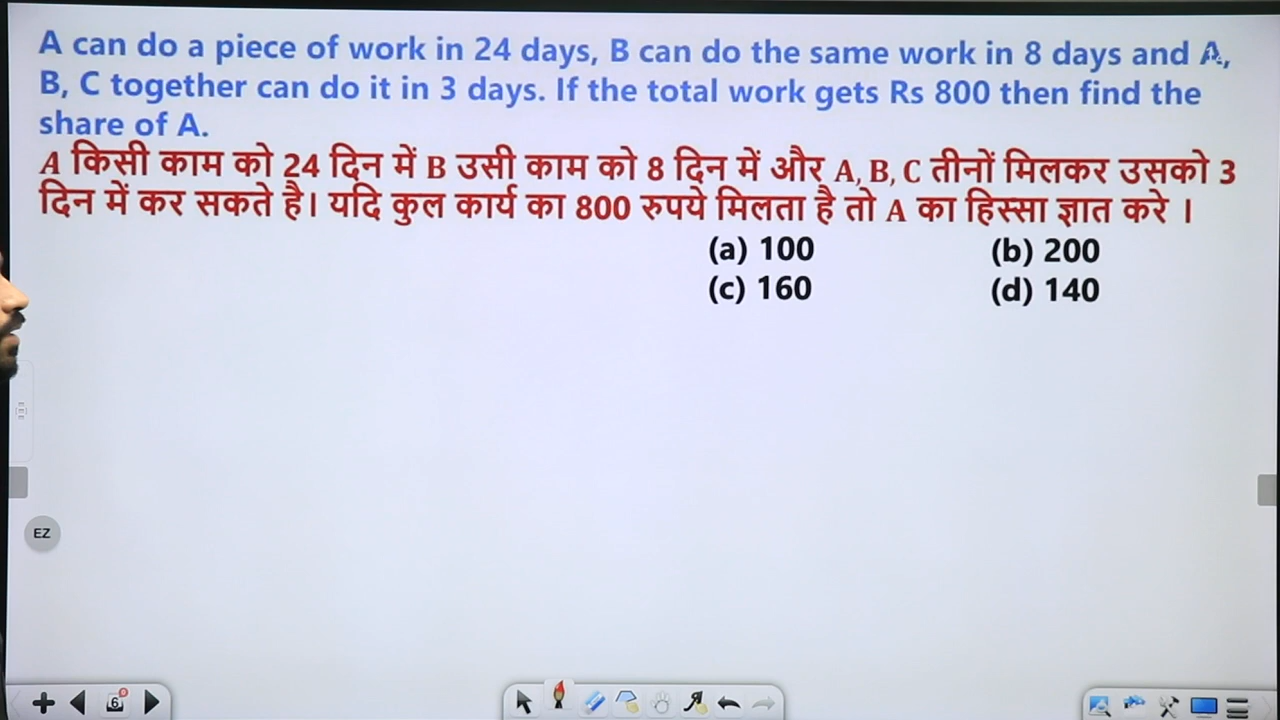 A can do a piece of work in 24 days, B can do the same work in 8 days and A,
B, C together can do it in 3 days. If the total work gets Rs 800 then find the
share of A.
A किसी काम को 24 दिन में B उसी काम को 8 दिन में और A, B, C तीनों मिलकर उसको 3
दिन में कर सकते है। यदि कुल कार्य का 800 रुपये मिलता है तो A का हिस्सा ज्ञात करे ।
(a) 100 (b) 200
(c) 160 (d) 140
EZ
6